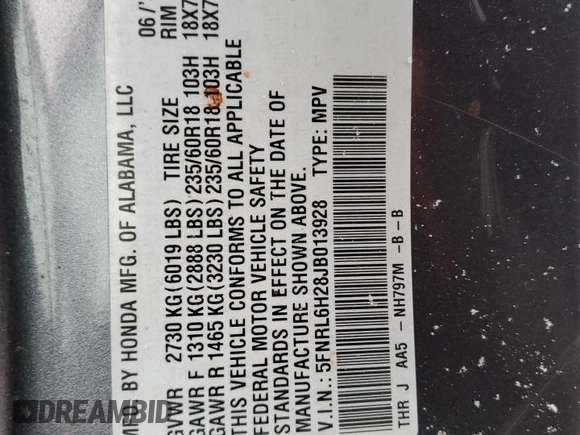 MFD. BY HONDA MFG. OF ALABAMA, LLC 06/
GVWR 2730 KG(6019 LBS) TIRE SIZE RIM
GAWR F 1310 KG(2888 LBS) 235/60R18 103H 18X7
GAWR R 1465 KG(3230 LBS) 235/60R18 103H 18X7
THIS VEHICLE CONFORMS TO ALL APPLICABLE
FEDERAL MOTOR VEHICLE SAFETY
STANDARDS IN EFFECT ON THE DATE OF
MANUFACTURE SHOWN ABOVE.
V.I.N.: 5FNRL6H28JB013928 TYPE: MPV
THR J AA5 - NH797M -B -B
DREAMBID